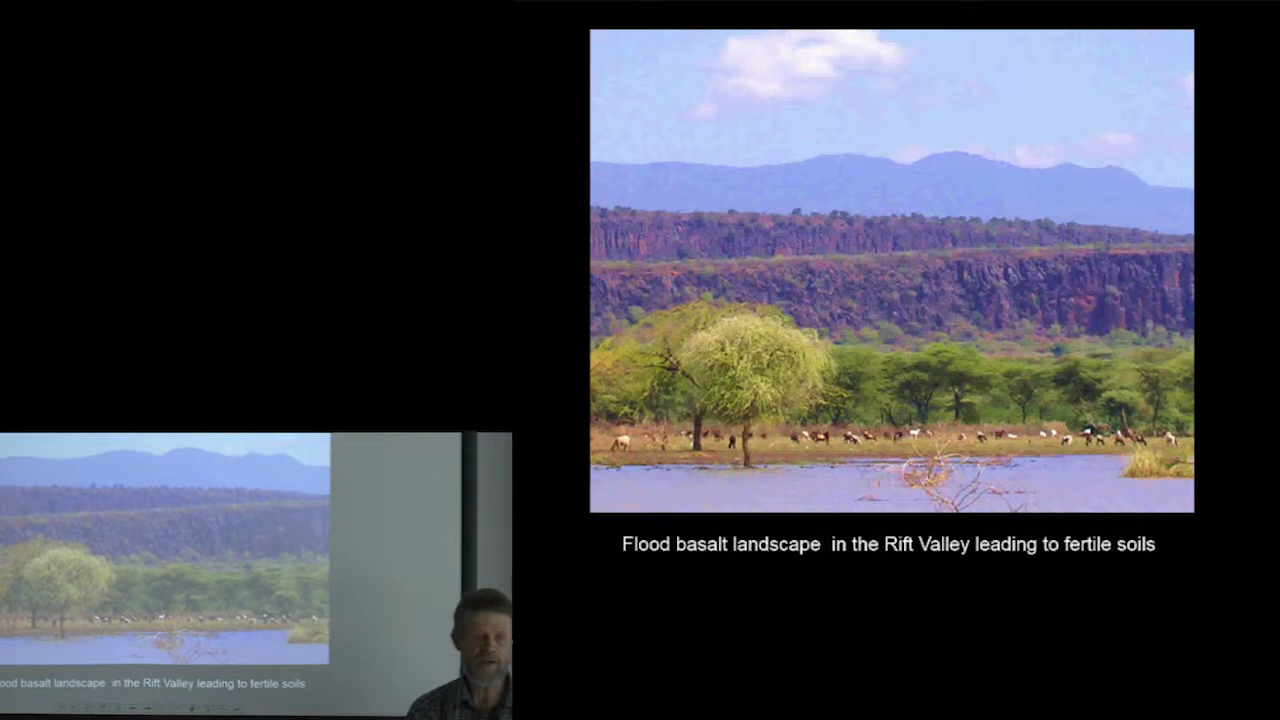 Flood basalt landscape  in the Rift Valley leading to fertile soils
ood basalt landscape  in the Rift Valley leading to fertile soils